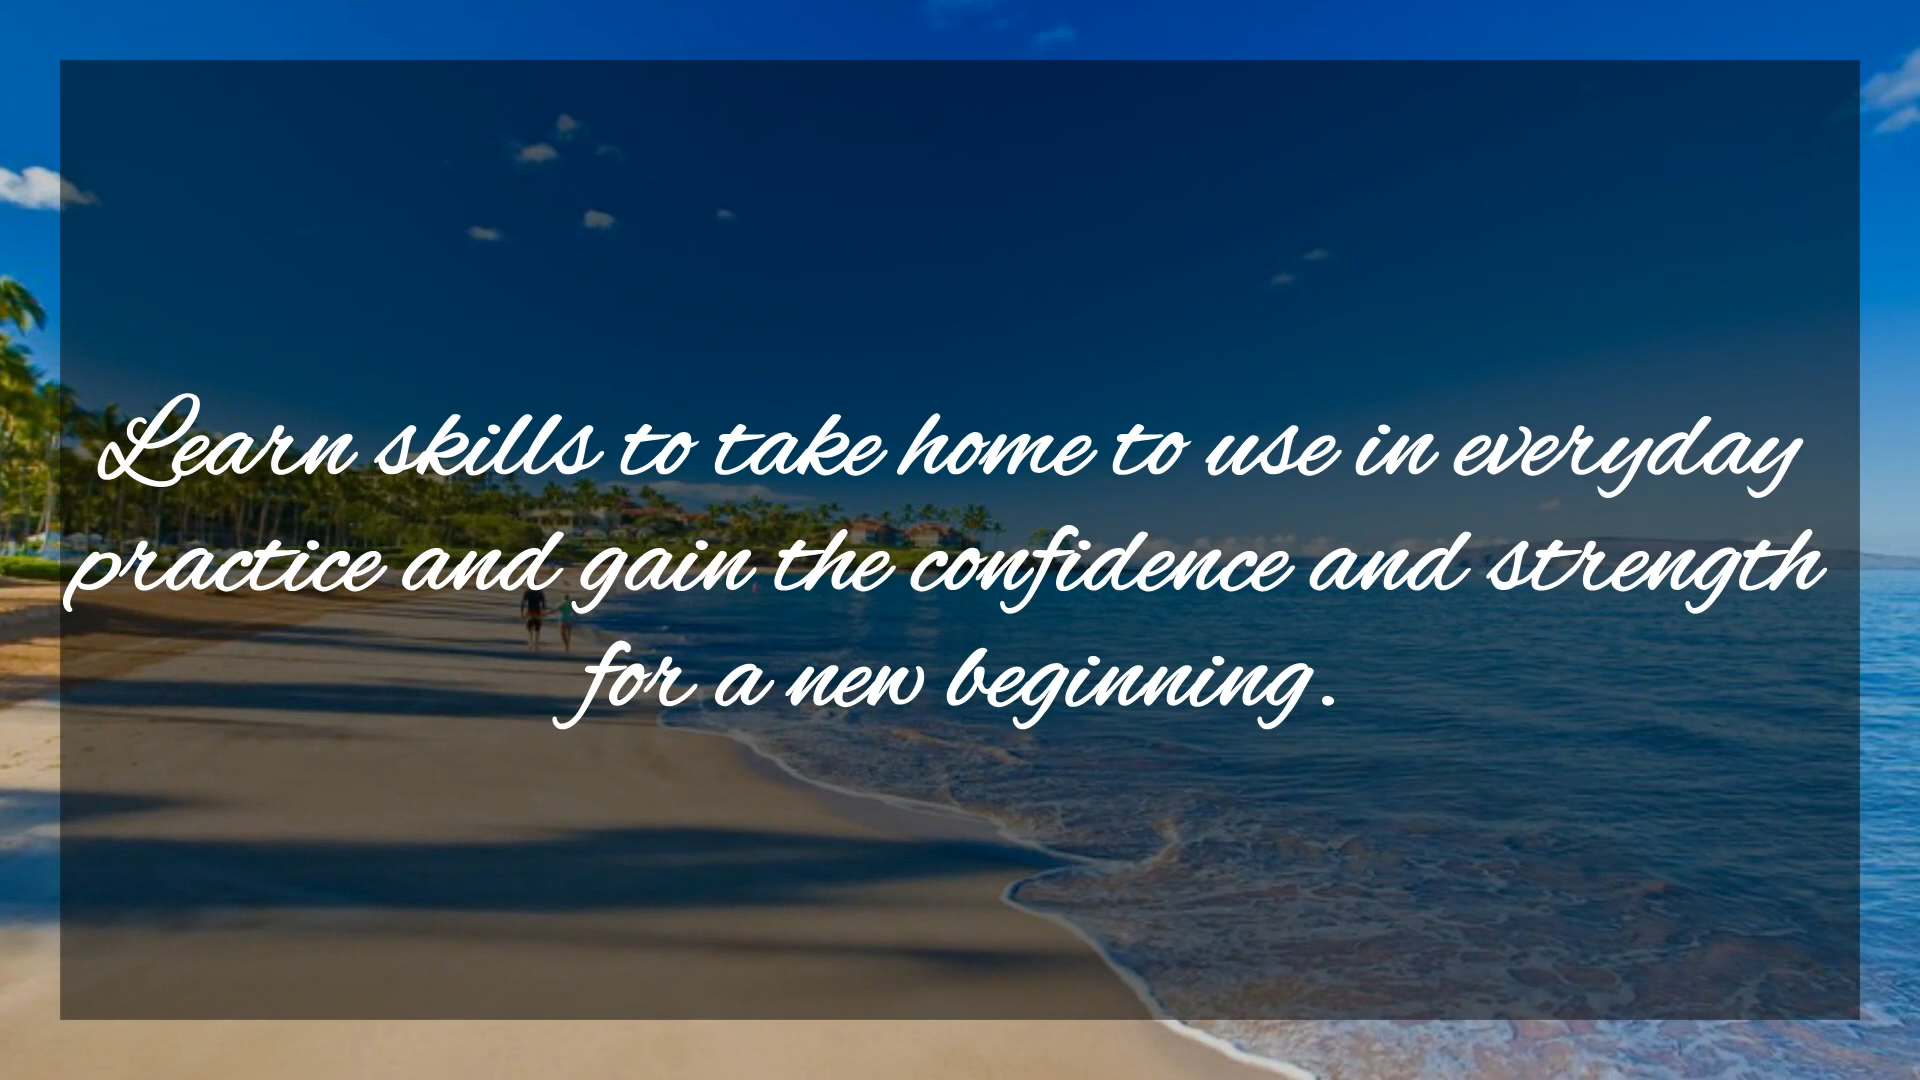 Learn skills to take home to use in everyday
practice and gain the confidence and strength
for a new beginning.